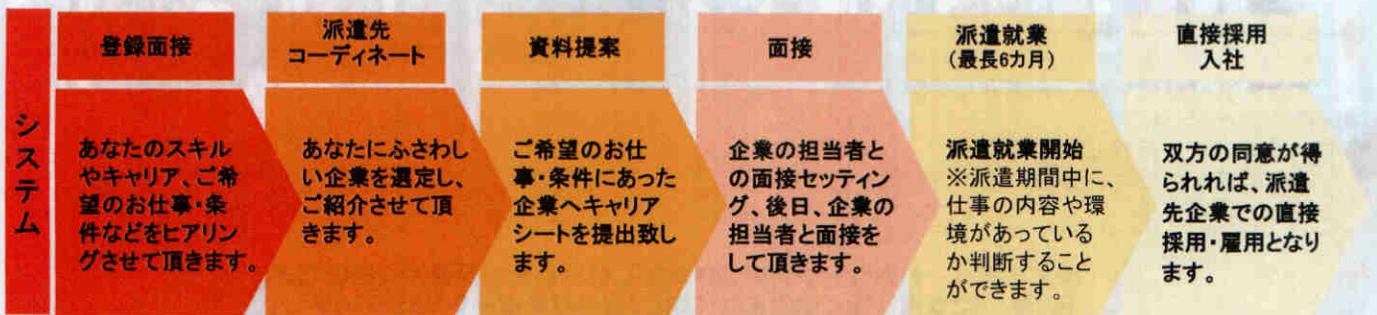 システム
登録面接
あなたのスキル
やキャリア、ご希
望のお仕事・条
件などをヒアリン
グさせて頂きます。
派遣先
コーディネート
あなたにふさわし
い企業を選定し、
ご紹介させて頂
きます。
資料提案
ご希望のお仕
事・条件にあった
企業へキャリア
シートを提出致し
ます。
面接
企業の担当者と
の面接セッティン
グ、後日、企業の
担当者と面接を
して頂きます。
派遣就業
(最長6カ月)
派遣就業開始
※派遣期間中に、
仕事の内容や環
境があっている
か判断すること
ができます。
直接採用
入社
双方の同意が得
られれば、派遣
先企業での直接
採用・雇用となり
ます。